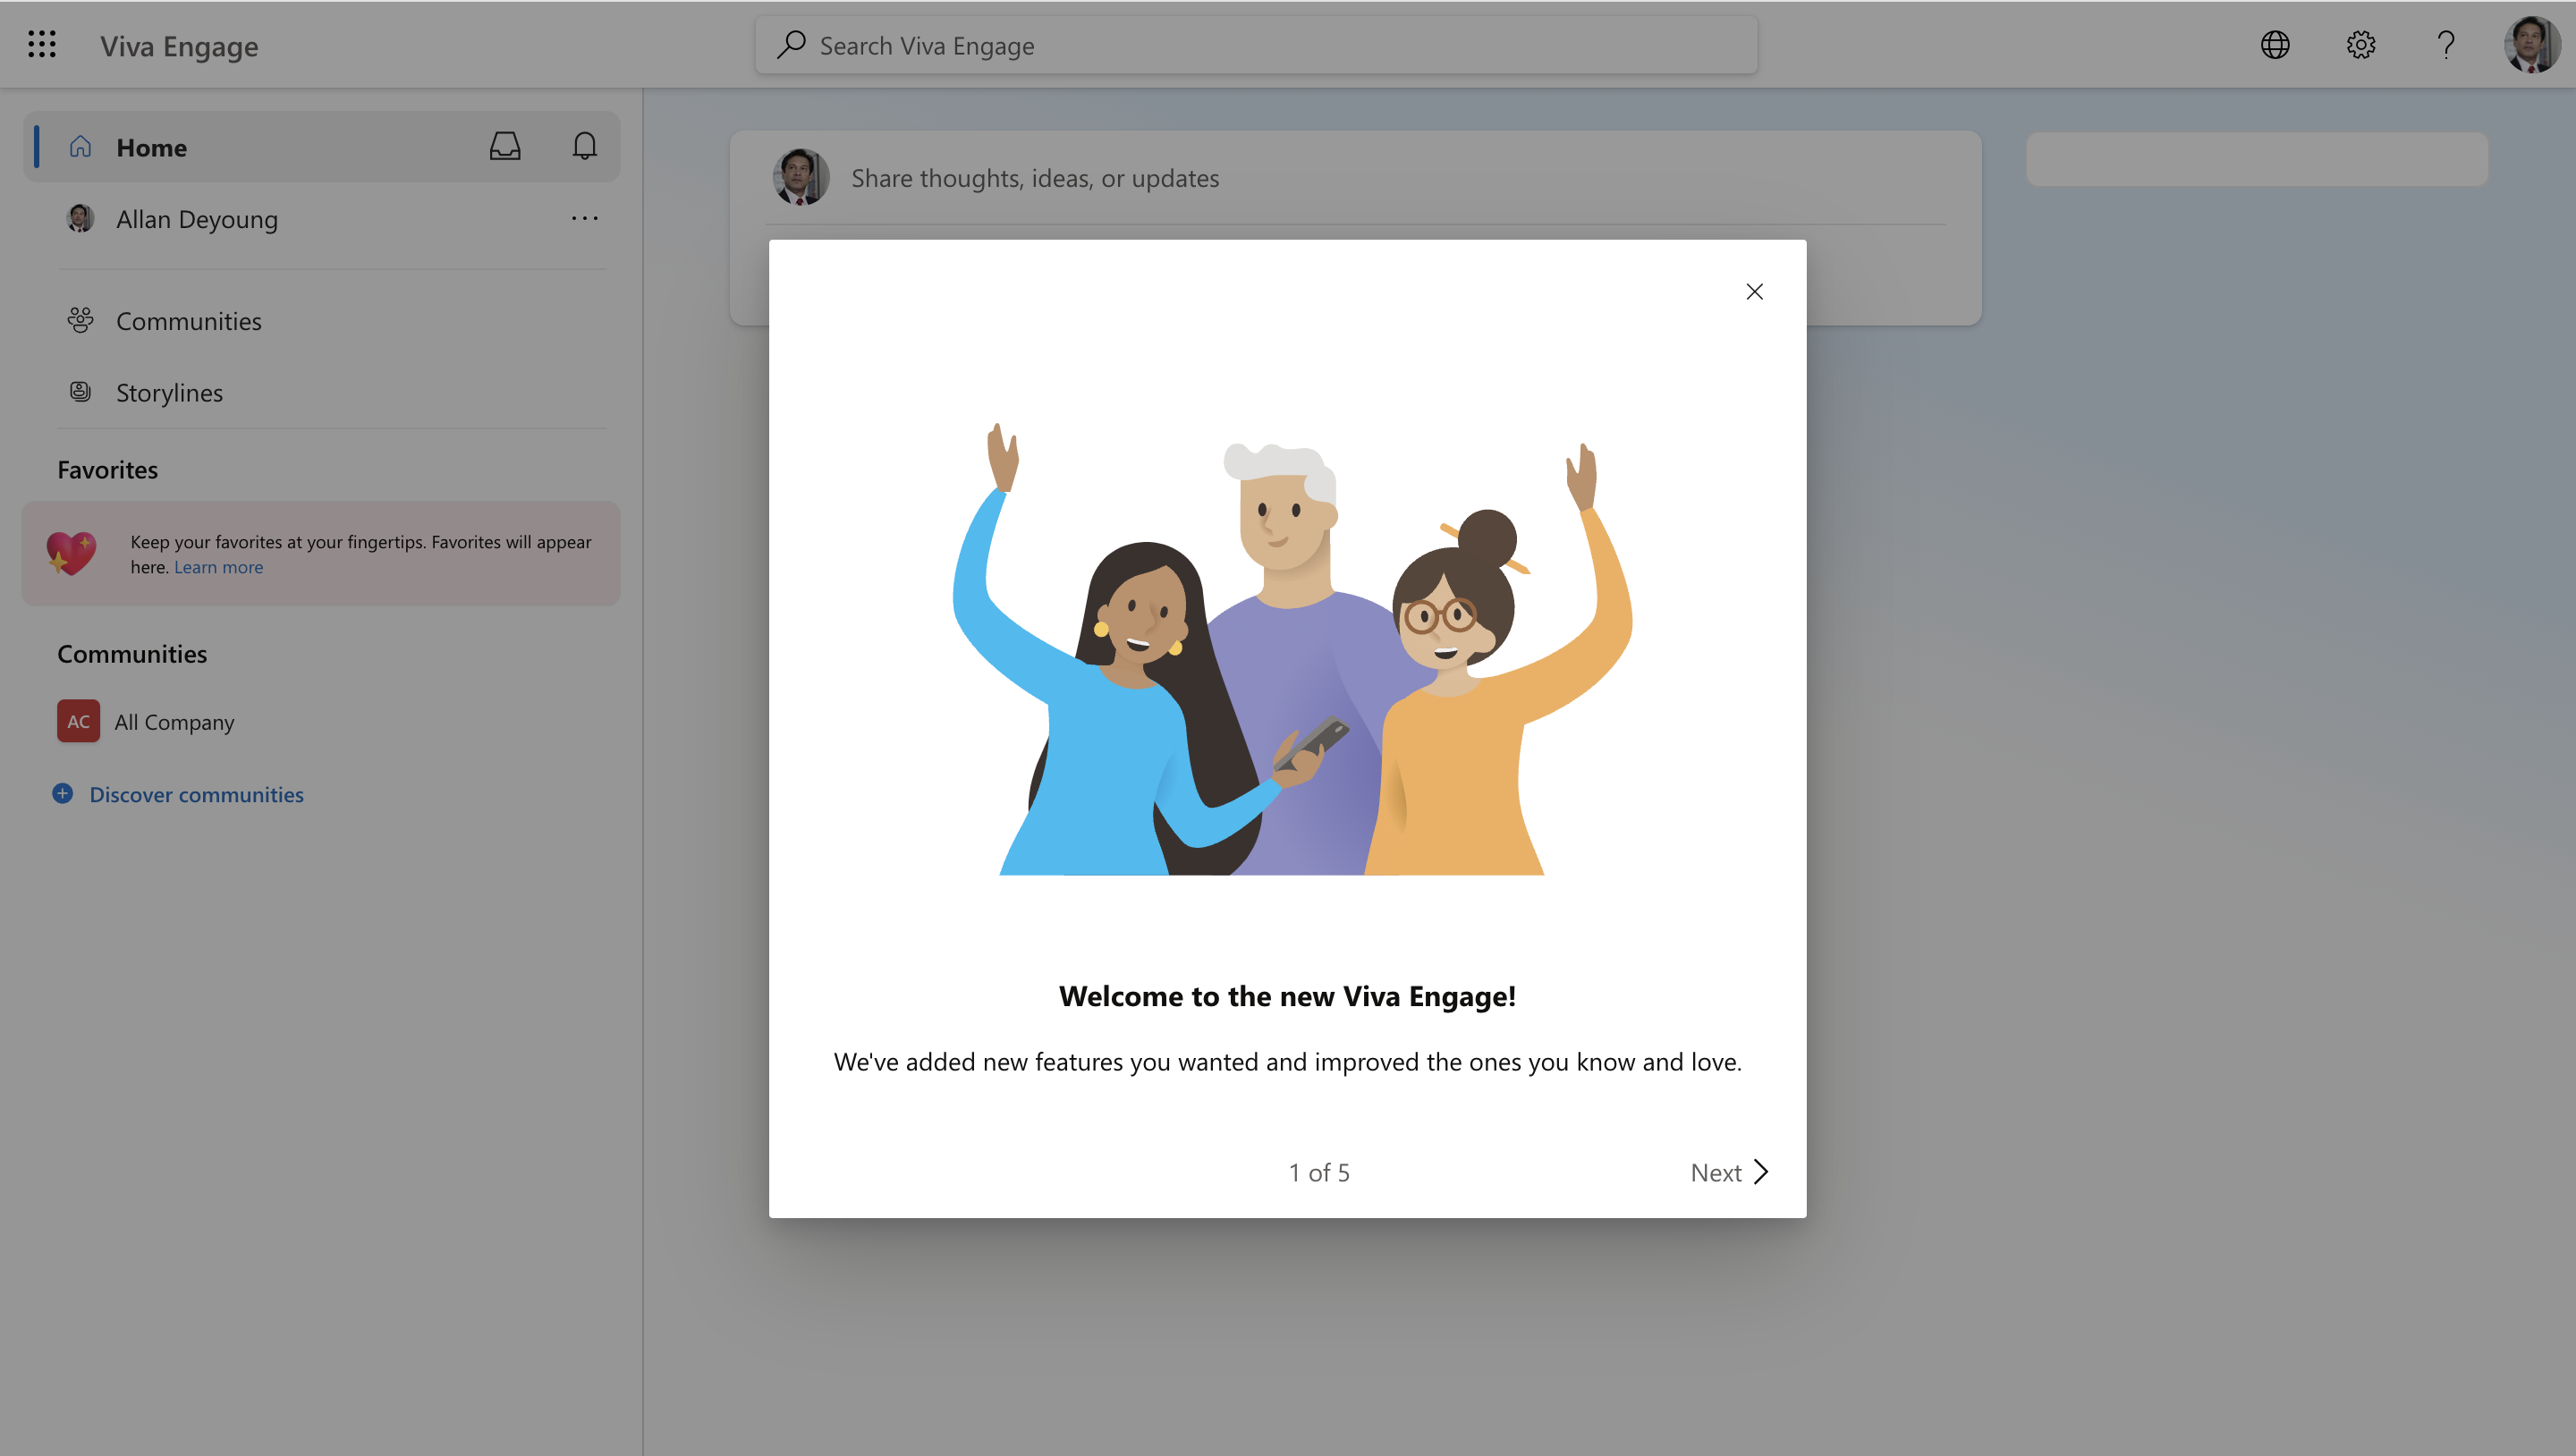 Viva Engage
Search Viva Engage
Home
Allan Deyoung
Communities
Storylines
Favorites
Keep your favorites at your fingertips. Favorites will appear
here. Learn more
Communities
AC All Company
Discover communities
Share thoughts, ideas, or updates
Welcome to the new Viva Engage!
We've added new features you wanted and improved the ones you know and love.
1 of 5
Next